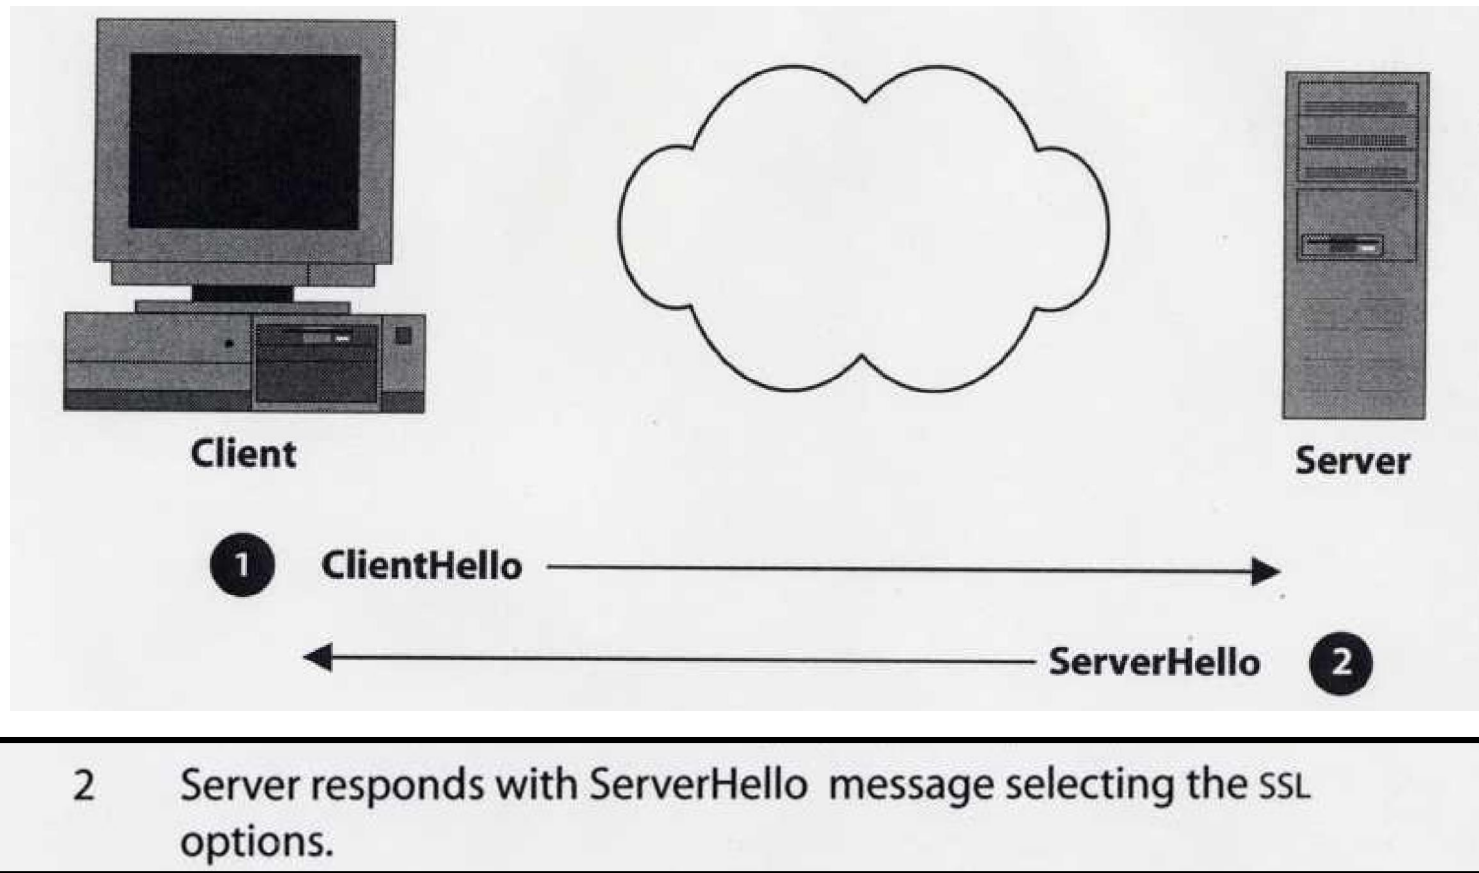 Client
Server
1 ClientHello
ServerHello 2
2 Server responds with ServerHello message selecting the SSL
options.